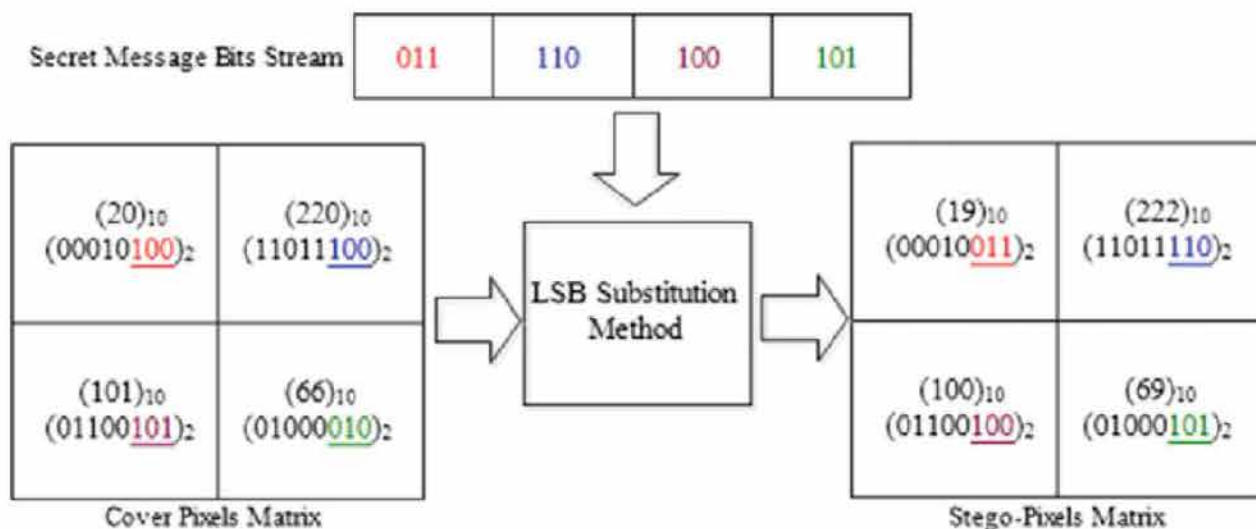 Secret Message Bits Stream
011 110 100 101
(20)₁₀ (220)₁₀
(00010100)₂ (11011100)₂
(101)₁₀ (66)₁₀
(01100101)₂ (01000010)₂
Cover Pixels Matrix
LSB Substitution
Method
(19)₁₀ (222)₁₀
(00010011)₂ (11011110)₂
(100)₁₀ (69)₁₀
(01100100)₂ (01000101)₂
Stego-Pixels Matrix